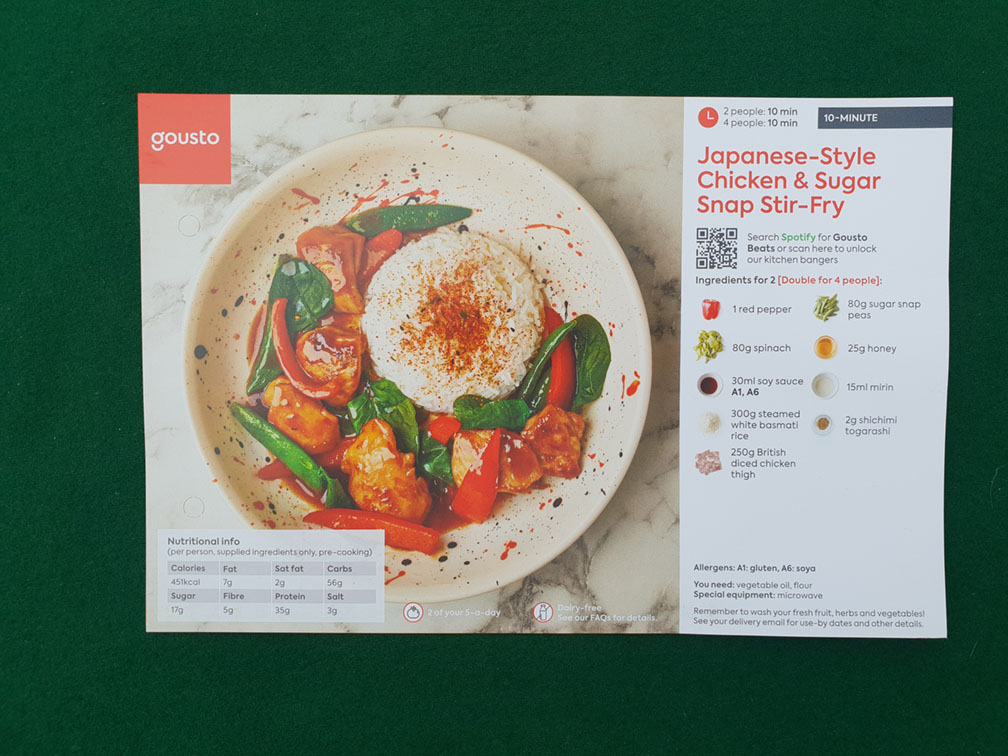 gousto
2 people: 10 min
4 people: 10 min
10-MINUTE
Japanese-Style
Chicken & Sugar
Snap Stir-Fry
Search Spotify for Gousto
Beats or scan here to unlock
our kitchen bangers
Ingredients for 2 [Double for 4 people]:
1 red pepper
80g sugar snap
peas
80g spinach
25g honey
30ml soy sauce
A1, A6
15ml mirin
300g steamed
white basmati
rice
2g shichimi
togarashi
250g British
diced chicken
thigh
Allergens: A1: gluten, A6: soya
You need: vegetable oil, flour
Special equipment: microwave
Remember to wash your fresh fruit, herbs and vegetables!
See your delivery email for use-by dates and other details.
Nutritional info
(per person, supplied ingredients only, pre-cooking)
Calories Fat Sat fat Carbs
451kcal 7g 2g 56g
Sugar Fibre Protein Salt
17g 5g 35g 3g
2 of your 5-a-day
Dairy-free
See our FAQs for details.